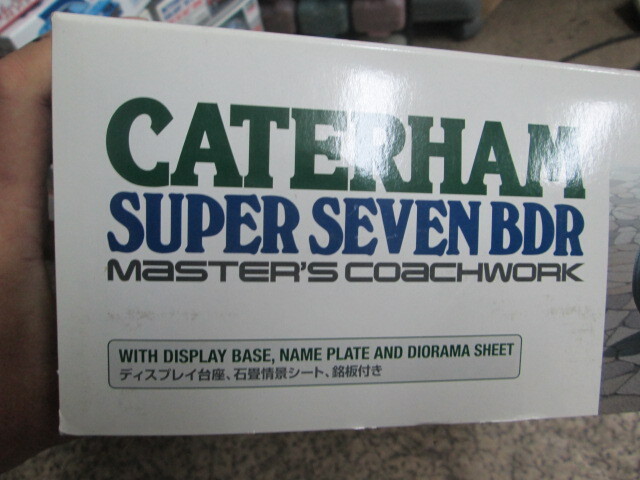 CATERHAM
SUPER SEVEN BDR
MASTER'S COACHWORK
WITH DISPLAY BASE, NAME PLATE AND DIORAMA SHEET
ディスプレイ台座、石畳情景シート、銘板付き